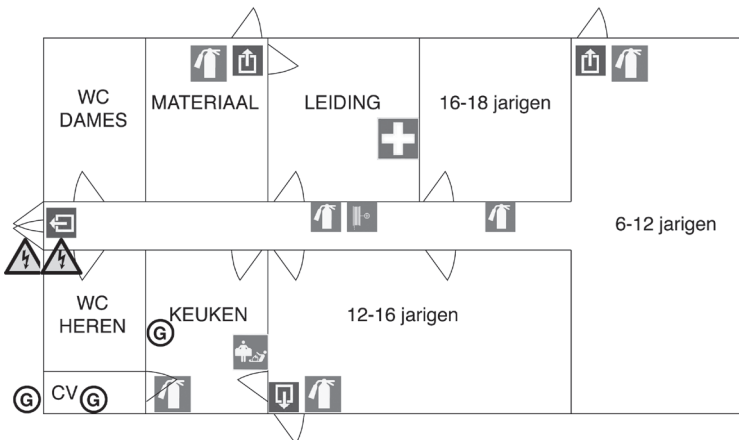 WC
DAMES
MATERIAAL
LEIDING
16-18 jarigen
6-12 jarigen
WC
HEREN
KEUKEN
12-16 jarigen
G
G
CV
G